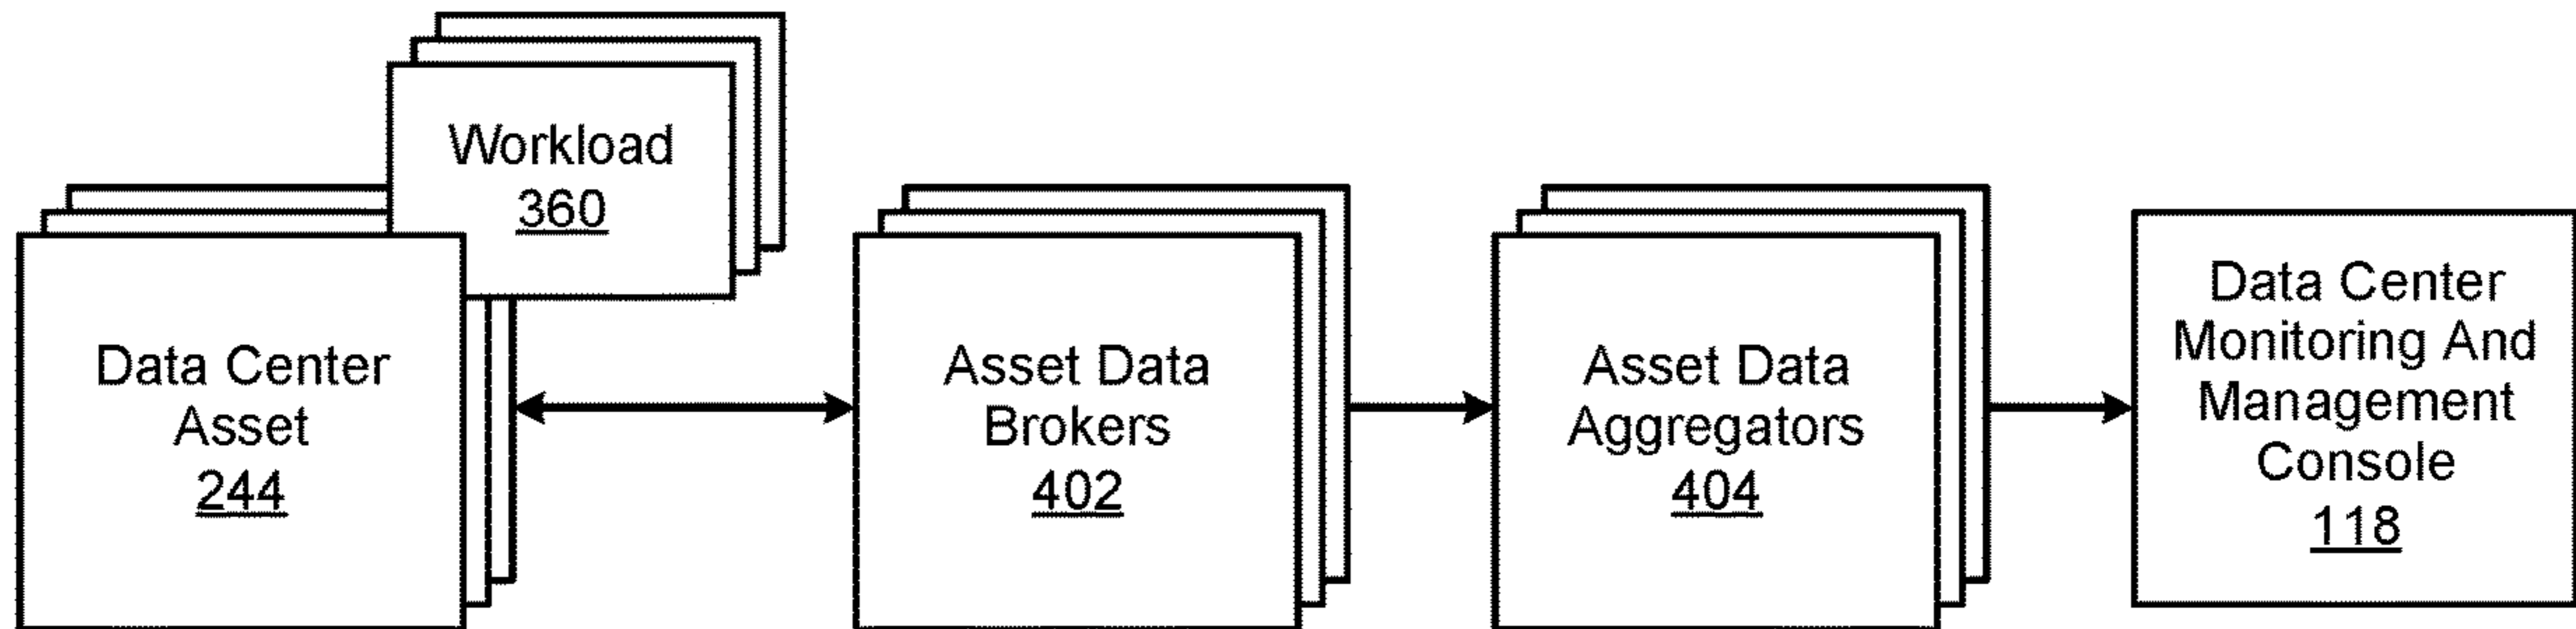 Workload
360
Data Center
Asset
244
Asset Data
Brokers
402
Asset Data
Aggregators
404
Data Center
Monitoring And
Management
Console
118